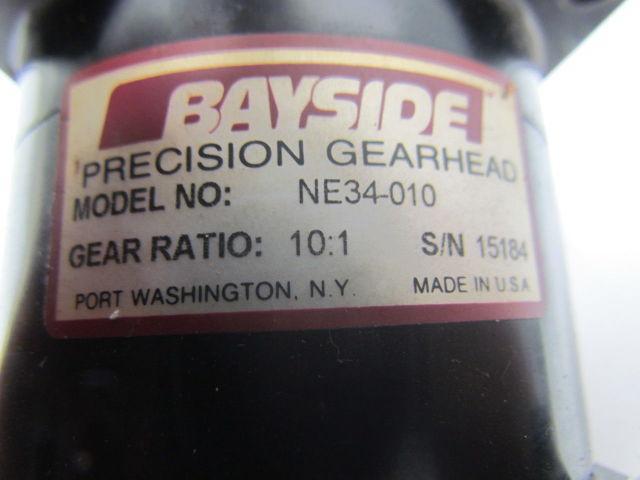 BAYSIDE
PRECISION GEARHEAD
MODEL NO: NE34-010
GEAR RATIO: 10:1 S/N 15184
PORT WASHINGTON, N.Y. MADE IN U.S.A